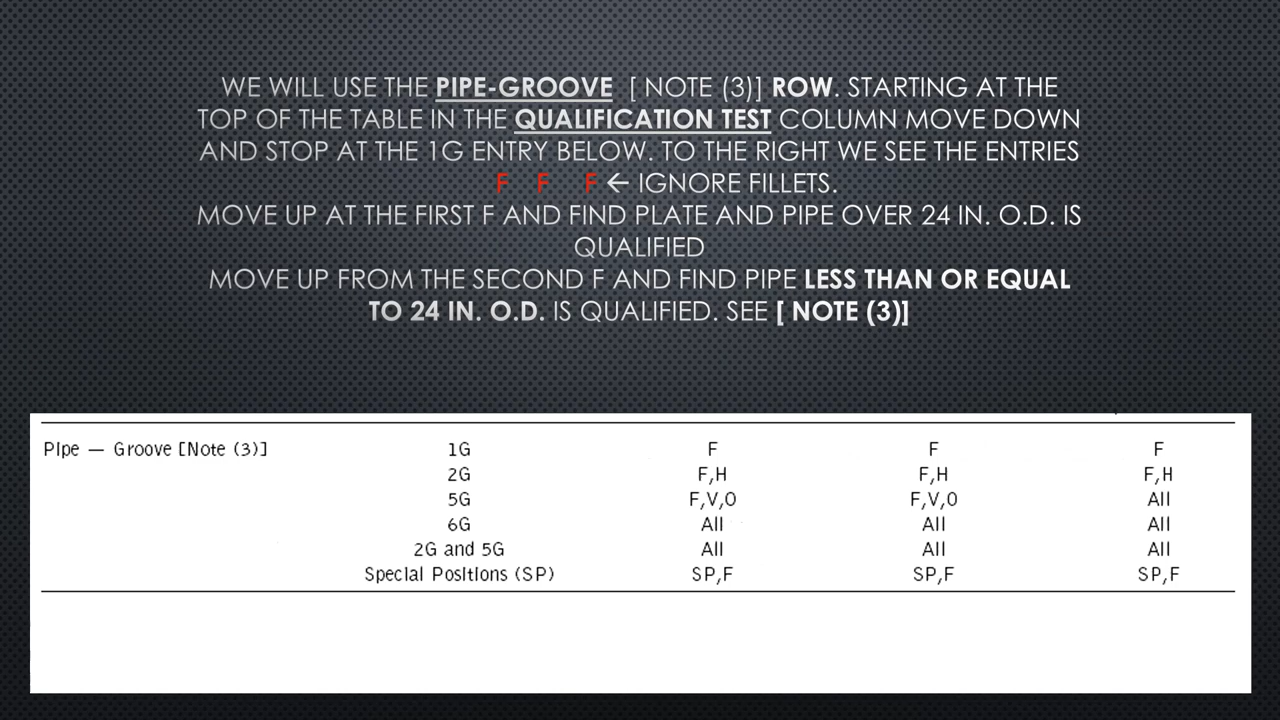 WE WILL USE THE PIPE-GROOVE [ NOTE (3)] ROW. STARTING AT THE
TOP OF THE TABLE IN THE QUALIFICATION TEST COLUMN MOVE DOWN
AND STOP AT THE 1G ENTRY BELOW. TO THE RIGHT WE SEE THE ENTRIES
F F F ← IGNORE FILLETS.
MOVE UP AT THE FIRST F AND FIND PLATE AND PIPE OVER 24 IN. O.D. IS
QUALIFIED
MOVE UP FROM THE SECOND F AND FIND PIPE LESS THAN OR EQUAL
TO 24 IN. O.D. IS QUALIFIED. SEE [ NOTE (3)]
Pipe — Groove [Note (3)] 1G F F F
2G F,H F,H F,H
5G F,V,O F,V,O All
6G All All All
2G and 5G All All All
Special Positions (SP) SP,F SP,F SP,F